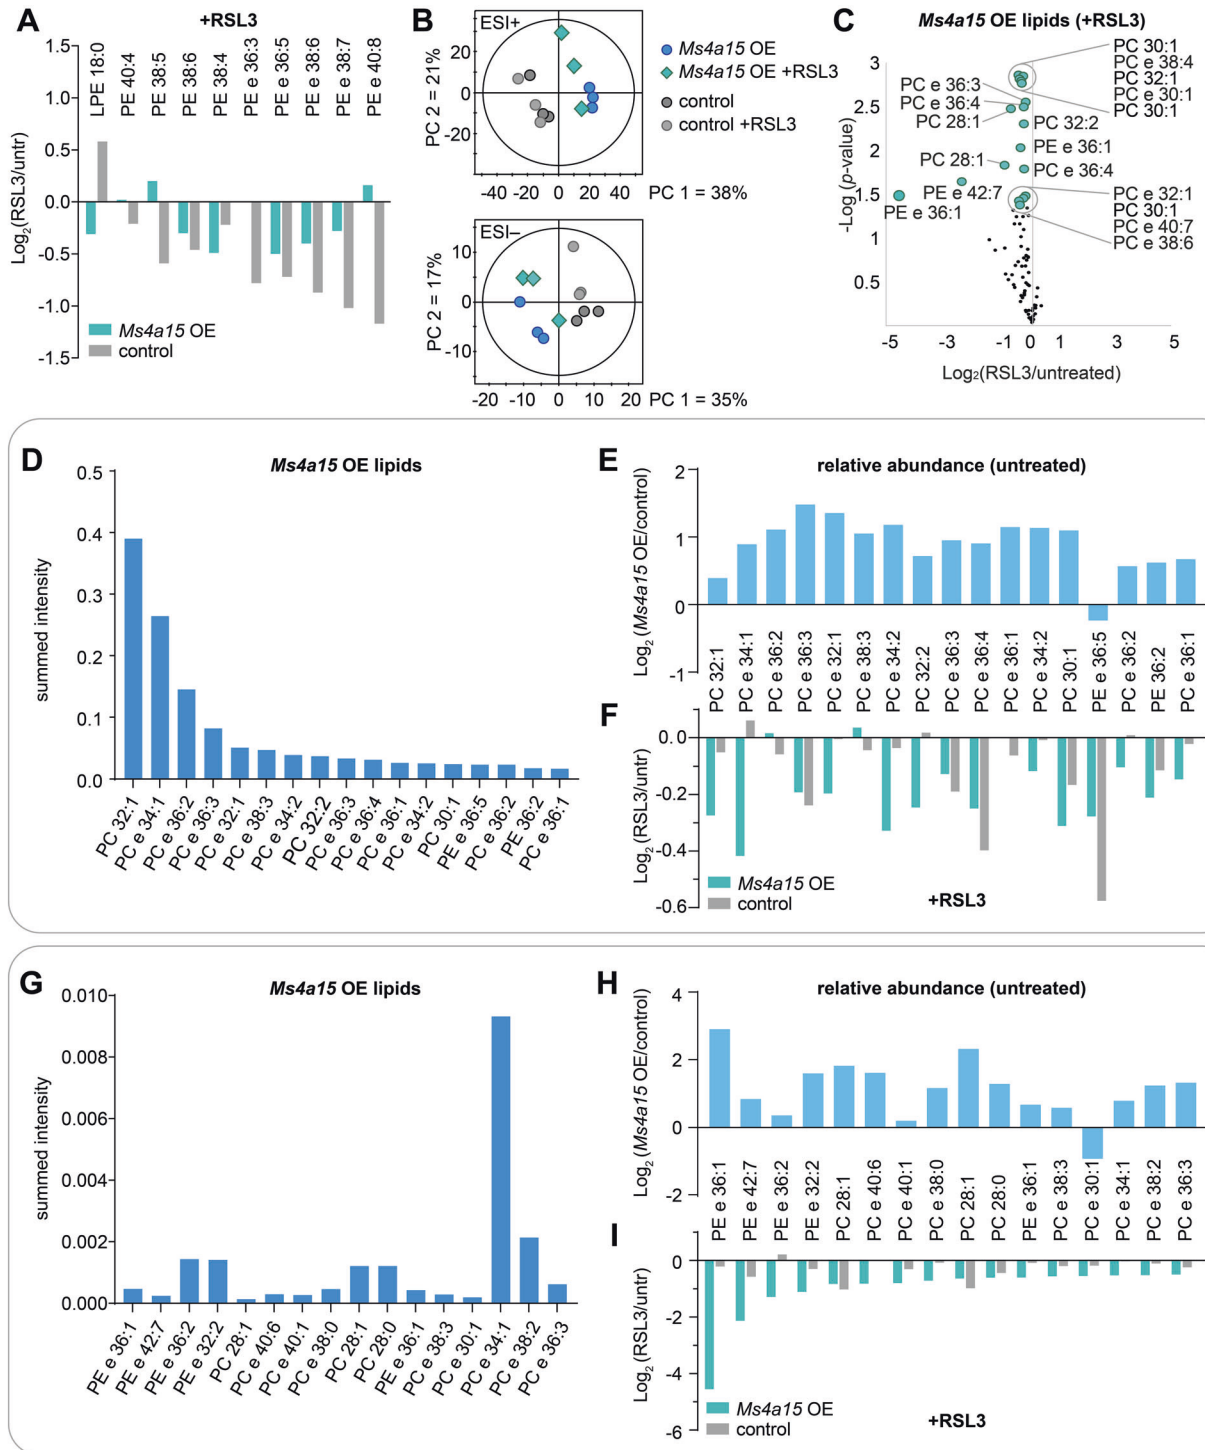 A
+RSL3
LPE 18:0
PE 40:4
PE 38:5
PE 38:6
PE 38:4
PE e 36:3
PE e 36:5
PE e 38:6
PE e 38:7
PE e 40:8
Log2(RSL3/untr)
1.5
1.0
0.5
0.0
-0.5
-1.0
-1.5
Ms4a15 OE
control
B
ESI+
PC 2 = 21%
20
0
-20
-40 -20 0 20 40
PC 1 = 38%
ESI–
PC 2 = 17%
10
0
-10
-20 -10 0 10 20
PC 1 = 35%
Ms4a15 OE
Ms4a15 OE +RSL3
control
control +RSL3
C
Ms4a15 OE lipids (+RSL3)
-Log (p-value)
3
2.5
2
1.5
1
0.5
-5 -3 -1 0 1 3 5
Log2(RSL3/untreated)
PC 30:1
PC e 38:4
PC 32:1
PC e 30:1
PC 30:1
PC e 36:3
PC e 36:4
PC 28:1
PC 32:2
PE e 36:1
PC 28:1
PC e 36:4
PE e 42:7
PE e 36:1
PC e 32:1
PC 30:1
PC e 40:7
PC e 38:6
D
Ms4a15 OE lipids
summed intensity
0.5
0.4
0.3
0.2
0.1
0.0
PC 32:1
PC e 34:1
PC e 36:2
PC e 36:3
PC e 32:1
PC e 38:3
PC e 34:2
PC 32:2
PC e 36:3
PC e 36:4
PC e 36:1
PC e 34:2
PC 30:1
PE e 36:5
PC e 36:2
PE 36:2
PC e 36:1
E
relative abundance (untreated)
Log2 (Ms4a15 OE/control)
2
1
0
-1
PC 32:1
PC e 34:1
PC e 36:2
PC e 36:3
PC e 32:1
PC e 38:3
PC e 34:2
PC 32:2
PC e 36:3
PC e 36:4
PC e 36:1
PC e 34:2
PC 30:1
PE e 36:5
PC e 36:2
PE 36:2
PC e 36:1
F
Log2 (RSL3/untr)
0.0
-0.2
-0.4
-0.6
Ms4a15 OE
control
+RSL3
G
Ms4a15 OE lipids
summed intensity
0.010
0.008
0.006
0.004
0.002
0.000
PE e 36:1
PE e 42:7
PE e 36:2
PE e 32:2
PC 28:1
PC e 40:6
PC e 40:1
PC e 38:0
PC 28:1
PC 28:0
PE e 36:1
PC e 38:3
PC e 30:1
PC e 34:1
PC e 38:2
PC e 36:3
H
relative abundance (untreated)
Log2 (Ms4a15 OE/control)
4
2
0
-2
PE e 36:1
PE e 42:7
PE e 36:2
PE e 32:2
PC 28:1
PC e 40:6
PC e 40:1
PC e 38:0
PC 28:1
PC 28:0
PE e 36:1
PC e 38:3
PC e 30:1
PC e 34:1
PC e 38:2
PC e 36:3
I
Log2 (RSL3/untr)
0
-2
-4
-6
Ms4a15 OE
control
+RSL3